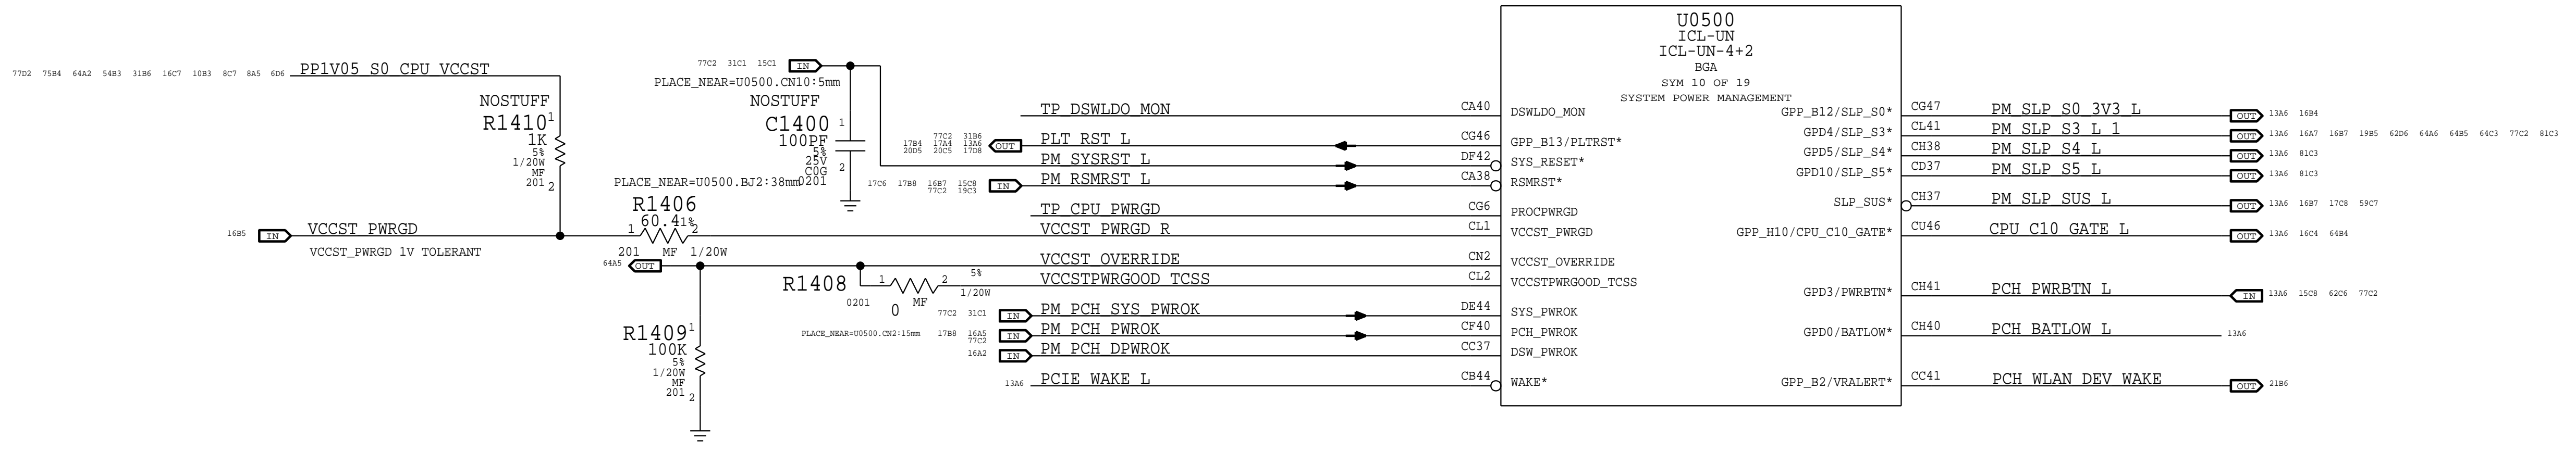 U0500
ICL-UN
ICL-UN-4+2
BGA
SYM 10 OF 19
SYSTEM POWER MANAGEMENT
77D2 75B4 64A2 54B3 31B6 16C7 10B3 8C7 8A5 6D6 PP1V05_S0_CPU_VCCST
NOSTUFF
R1410 1
1K
5%
1/20W
MF
201 2
77C2 31C1 15C1 IN
PLACE_NEAR=U0500.CN10:5mm
NOSTUFF
C1400 1
100PF
5%
25V
C0G 2
0201
PLACE_NEAR=U0500.BJ2:38mm
R1406
60.4 1%
1 2
201 MF 1/20W
16B5 IN VCCST_PWRGD
VCCST_PWRGD 1V TOLERANT
64A5 OUT
R1408 1 2 5%
1/20W
0201 MF
0
R1409 1
100K
5%
1/20W
MF
201 2
PLACE_NEAR=U0500.CN2:15mm
TP_DSWLDO_MON CA40 DSWLDO_MON
77C2 31B6
17B4 17A4 13A6
20D5 20C5 17D8
OUT PLT_RST_L CG46 GPP_B13/PLTRST*
PM_SYSRST_L DF42 SYS_RESET*
17C6 17B8 16B7 15C8
77C2 19C3
IN PM_RSMRST_L CA38 RSMRST*
TP_CPU_PWRGD CG6 PROCPWRGD
VCCST_PWRGD_R CL1 VCCST_PWRGD
VCCST_OVERRIDE CN2 VCCST_OVERRIDE
VCCSTPWRGOOD_TCSS CL2 VCCSTPWRGOOD_TCSS
77C2 31C1 IN PM_PCH_SYS_PWROK DE44 SYS_PWROK
17B8 16A5
77C2
IN PM_PCH_PWROK CF40 PCH_PWROK
16A2 IN PM_PCH_DPWROK CC37 DSW_PWROK
13A6 PCIE_WAKE_L CB44 WAKE*
GPP_B12/SLP_S0* CG47 PM_SLP_S0_3V3_L OUT 13A6 16B4
GPD4/SLP_S3* CL41 PM_SLP_S3_L_1 OUT 13A6 16A7 16B7 19B5 62D6 64A6 64B5 64C3 77C2 81C3
GPD5/SLP_S4* CH38 PM_SLP_S4_L OUT 13A6 81C3
GPD10/SLP_S5* CD37 PM_SLP_S5_L OUT 13A6 81C3
SLP_SUS* CH37 PM_SLP_SUS_L OUT 13A6 16B7 17C8 59C7
GPP_H10/CPU_C10_GATE* CU46 CPU_C10_GATE_L OUT 13A6 16C4 64B4
GPD3/PWRBTN* CH41 PCH_PWRBTN_L IN 13A6 15C8 62C6 77C2
GPD0/BATLOW* CH40 PCH_BATLOW_L 13A6
GPP_B2/VRALERT* CC41 PCH_WLAN_DEV_WAKE OUT 21B6